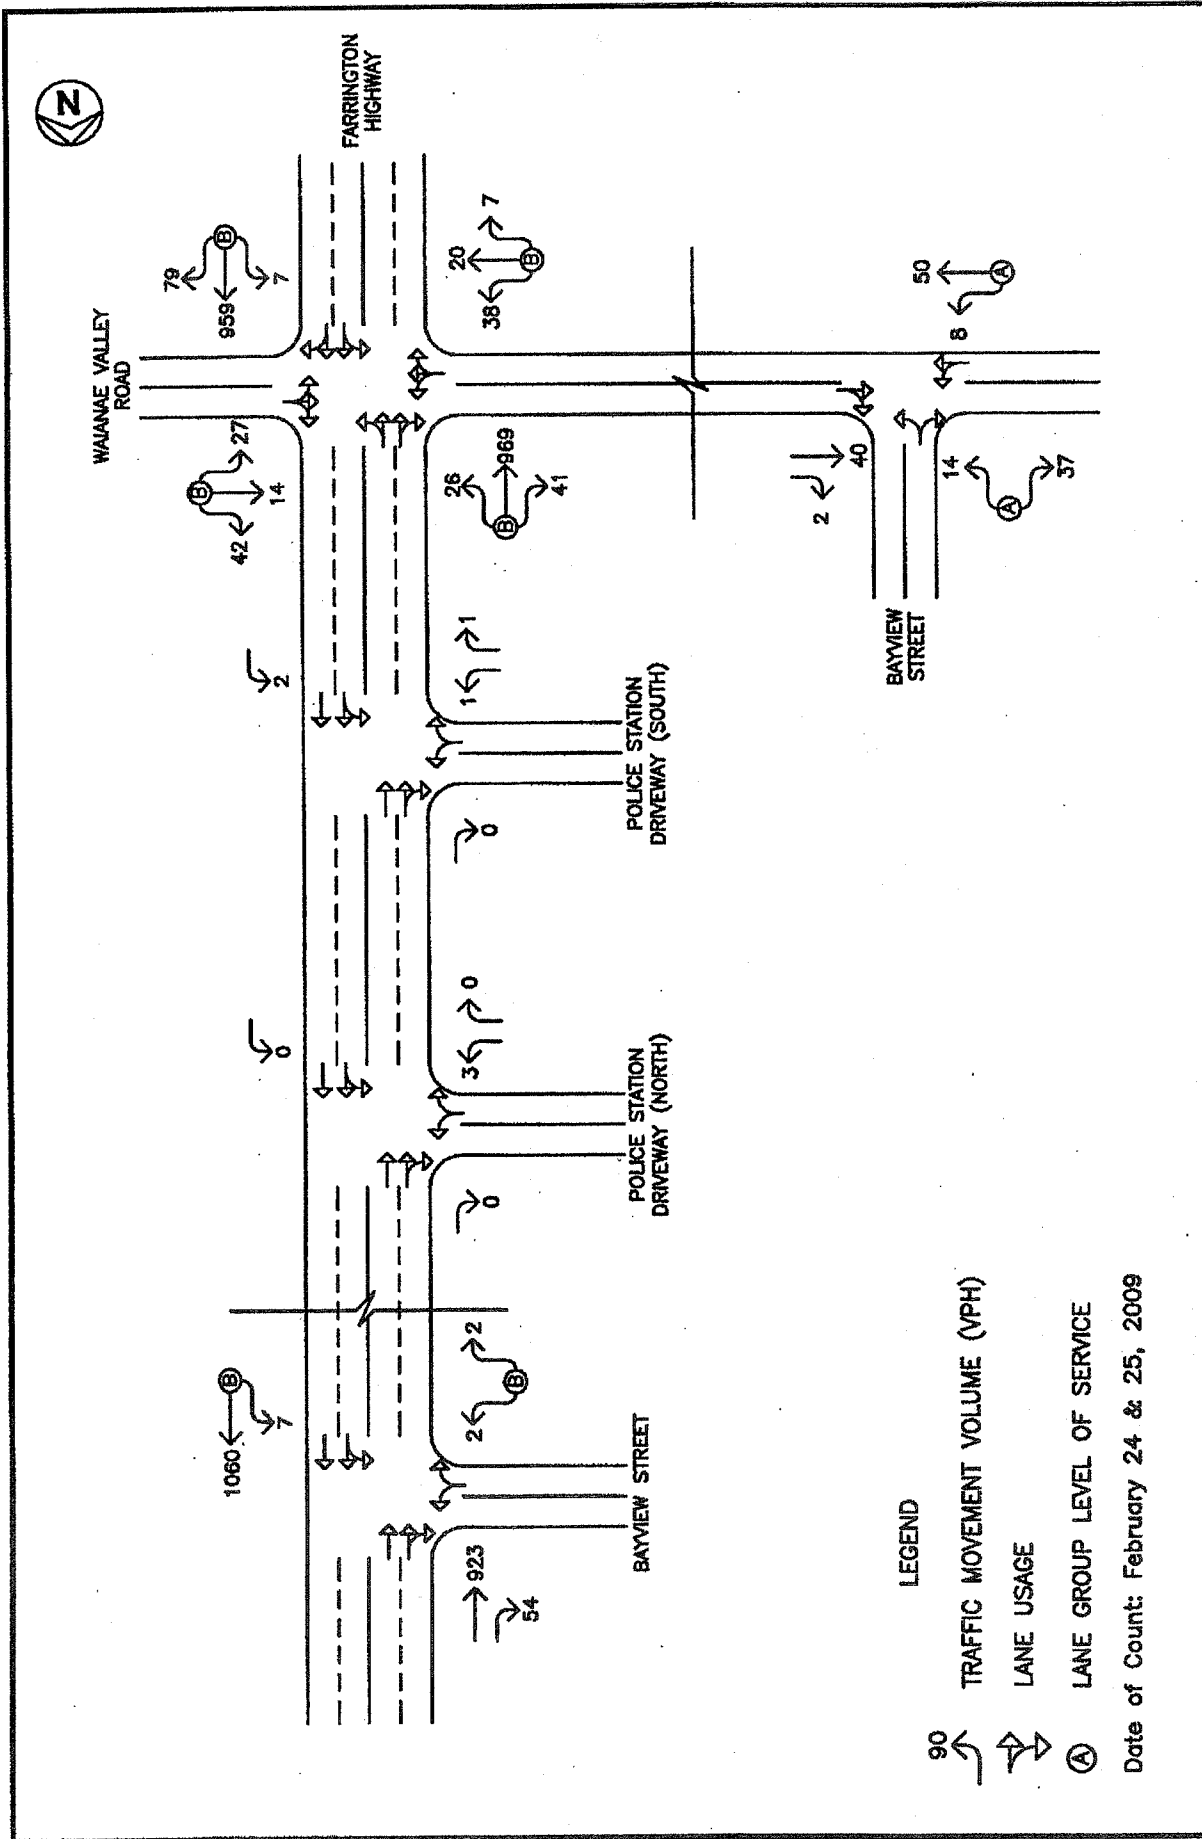 N
FARRINGTON
HIGHWAY
WAIANAE VALLEY
ROAD
79
959
7
20
7
38
B
B
27
14
42
B
26
969
41
B
50
8
A
40
2
14
37
A
BAYVIEW
STREET
2
1
1
POLICE STATION
DRIVEWAY (SOUTH)
0
0
3
0
POLICE STATION
DRIVEWAY (NORTH)
0
1060
7
B
2
2
B
BAYVIEW STREET
923
54
LEGEND
90
TRAFFIC MOVEMENT VOLUME (VPH)
LANE USAGE
A
LANE GROUP LEVEL OF SERVICE
Date of Count: February 24 & 25, 2009